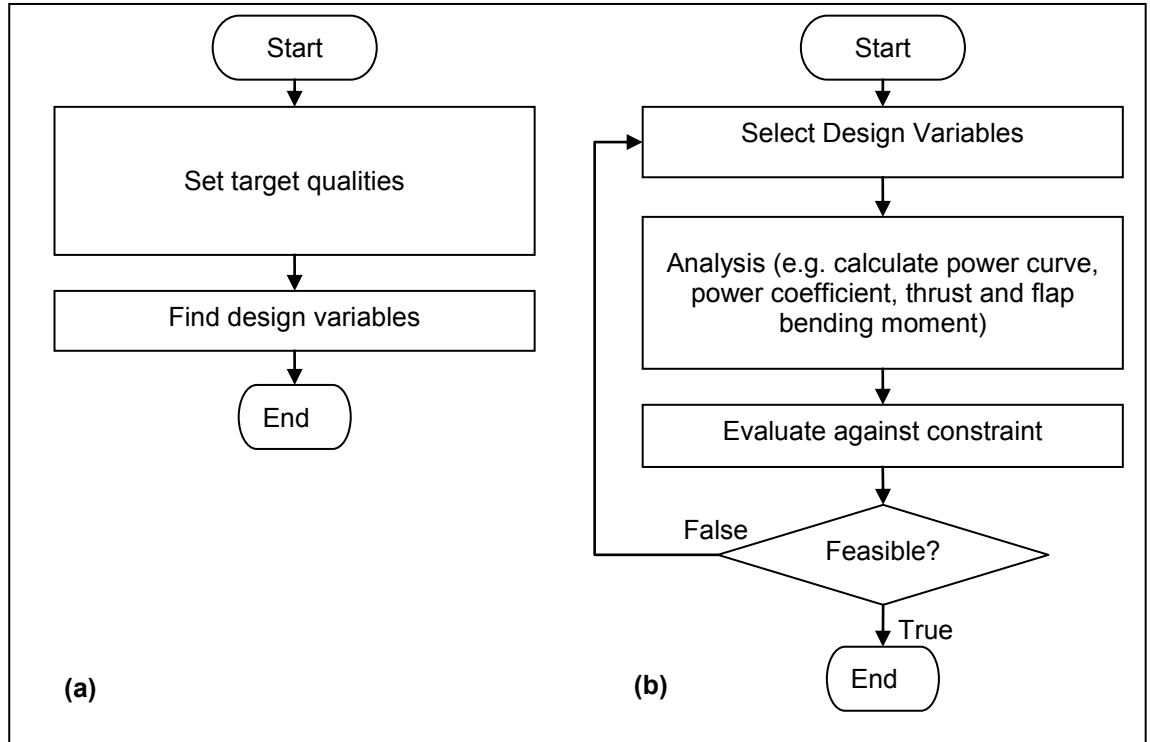 Start
Set target qualities
Find design variables
End
(a)
Start
Select Design Variables
Analysis (e.g. calculate power curve,
power coefficient, thrust and flap
bending moment)
Evaluate against constraint
False
Feasible?
True
End
(b)